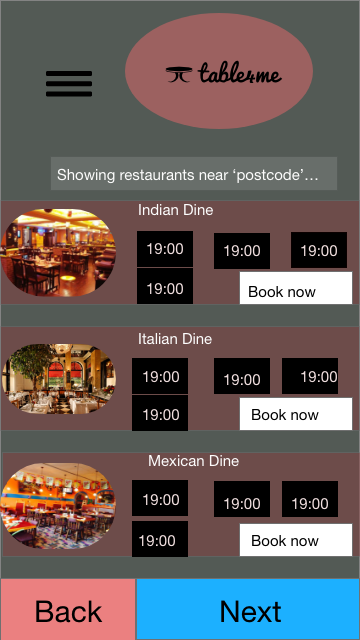 table4me
Showing restaurants near ‘postcode’...
Indian Dine
19:00 19:00 19:00
19:00 Book now
Italian Dine
19:00 19:00 19:00
19:00 Book now
Mexican Dine
19:00 19:00 19:00
19:00 Book now
Back Next